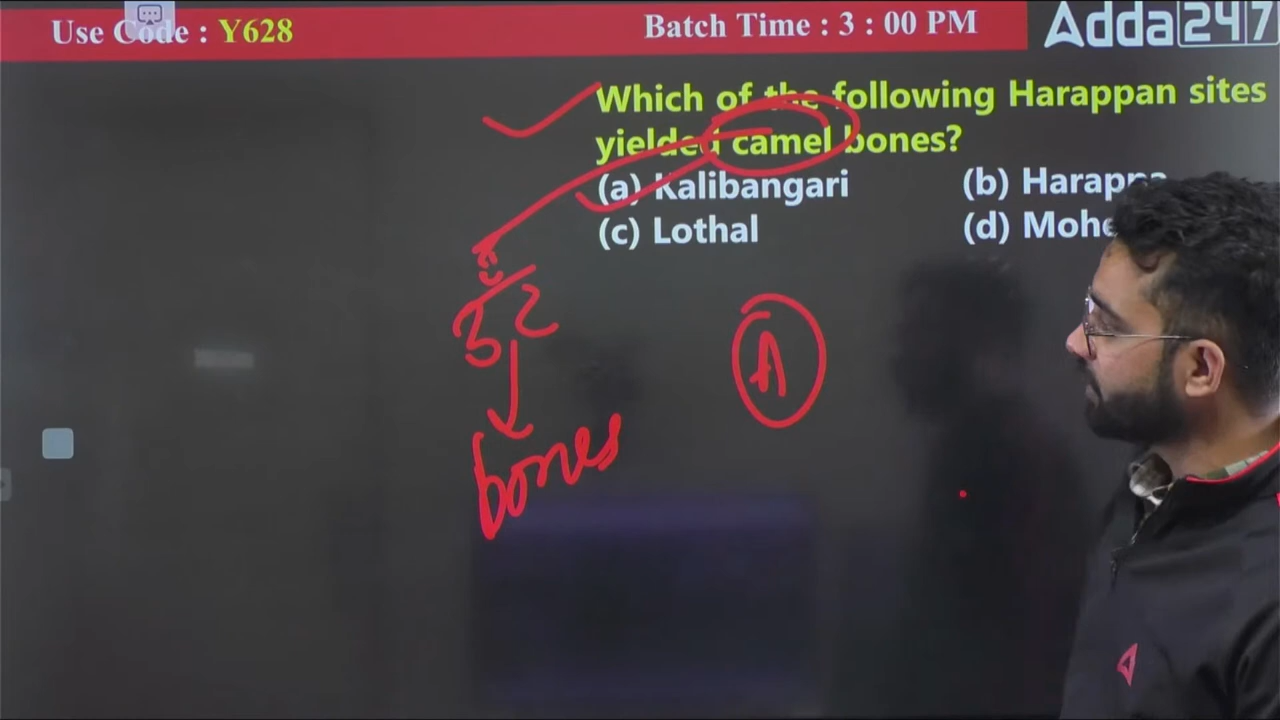 Use Code : Y628
Batch Time : 3 : 00 PM
Adda247
Which of the following Harappan sites
yielded camel bones?
(a) Kalibangari
(b) Harappa
(c) Lothal
(d)
bones
A